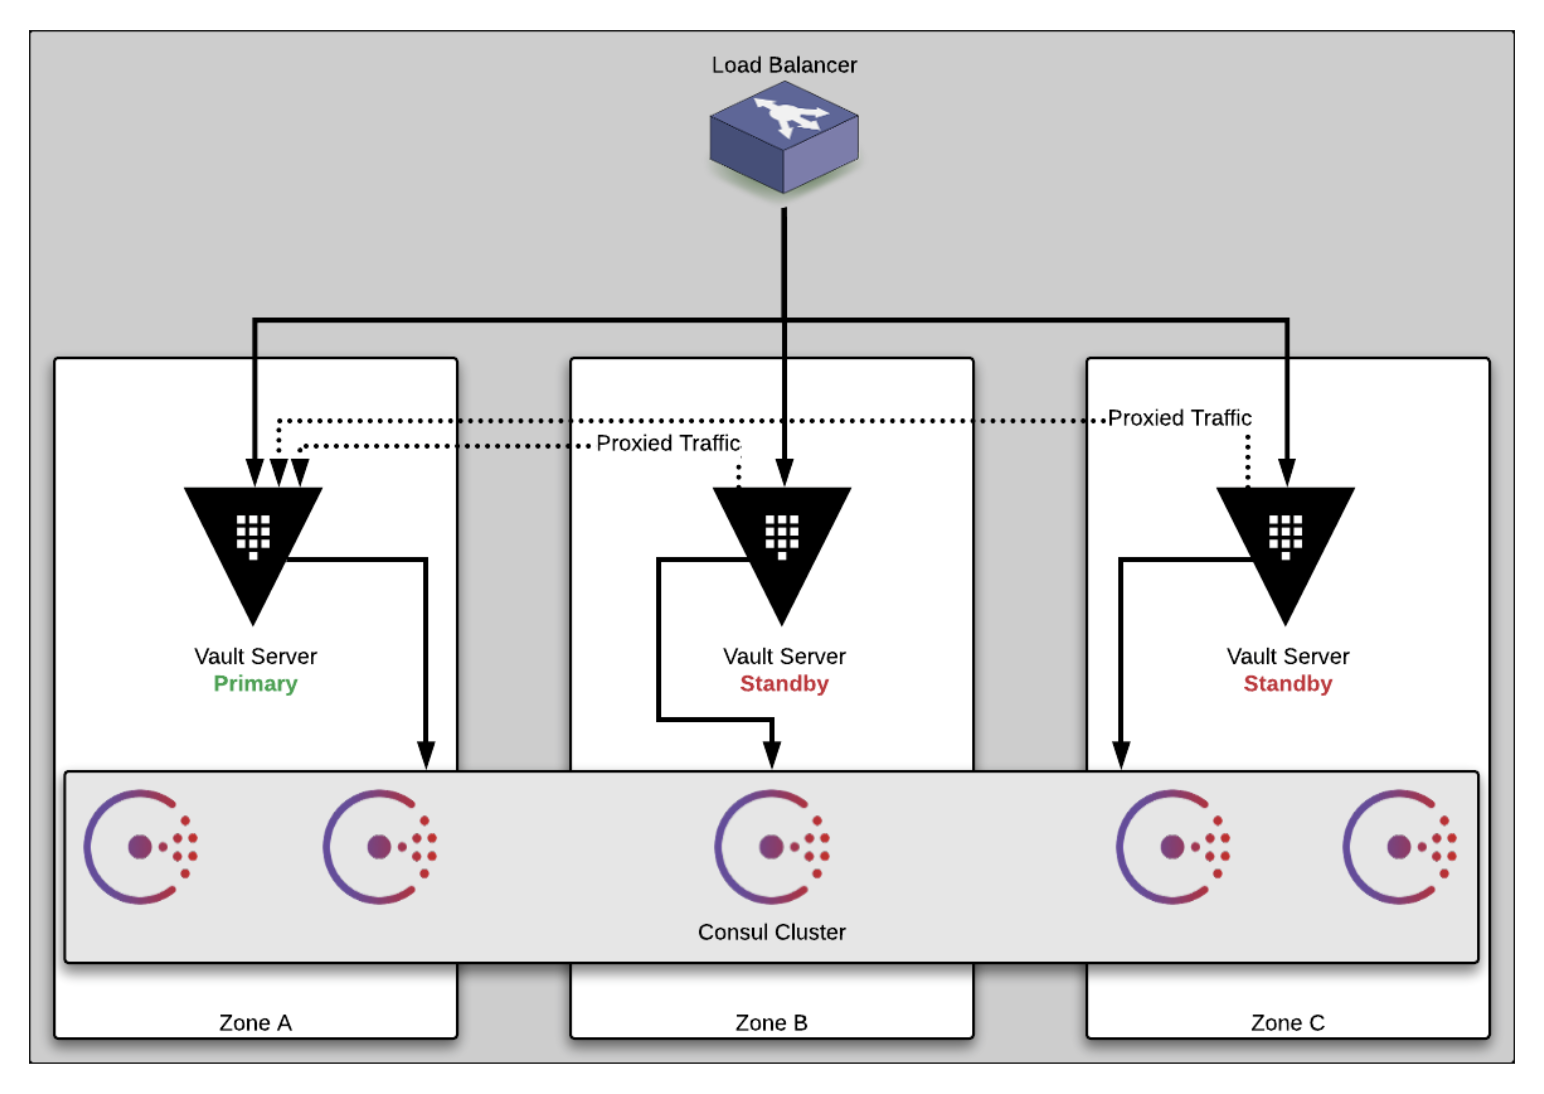 Load Balancer
Proxied Traffic
Proxied Traffic
Vault Server
Primary
Vault Server
Standby
Vault Server
Standby
Consul Cluster
Zone A
Zone B
Zone C